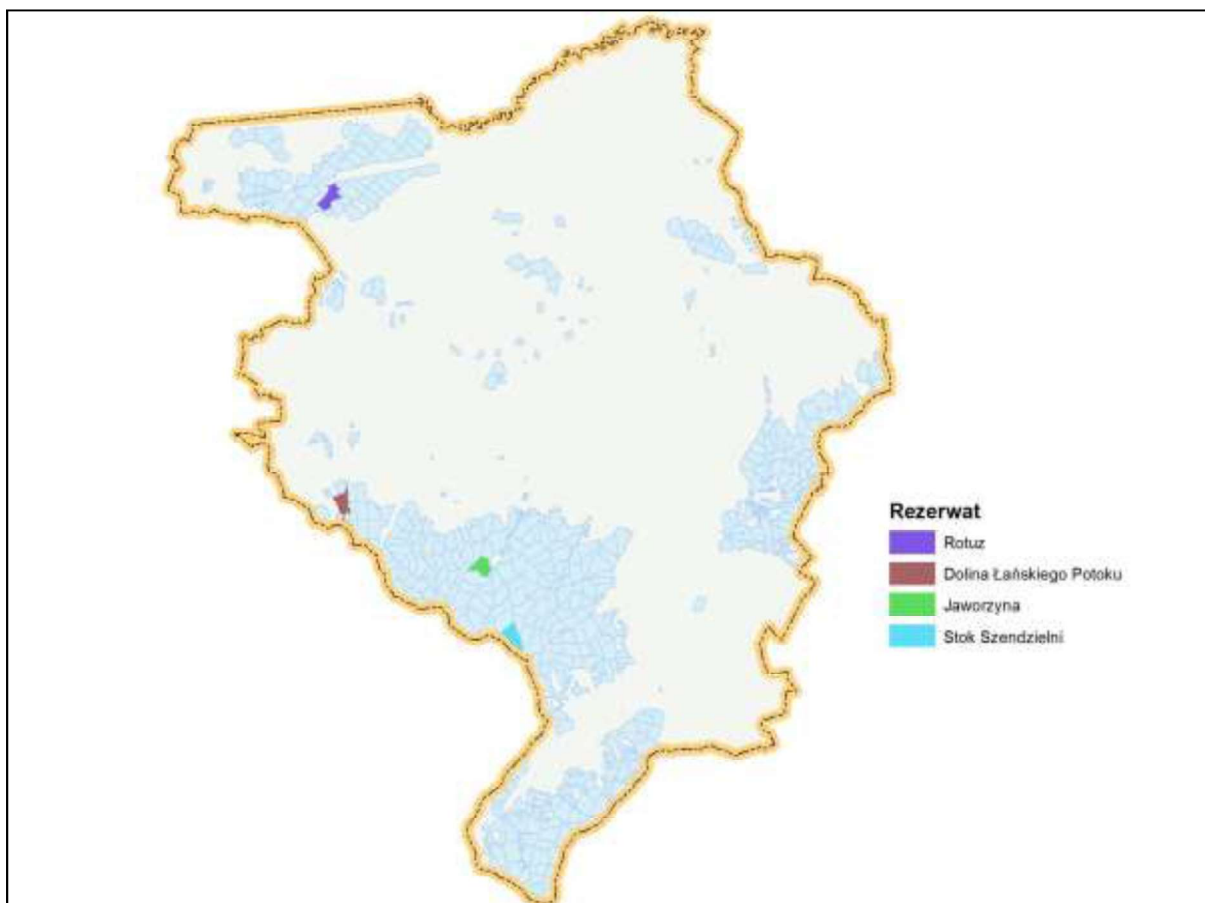 Rezerwat
Rotuz
Dolina Łańskiego Potoku
Jaworzyna
Stok Szendzielni